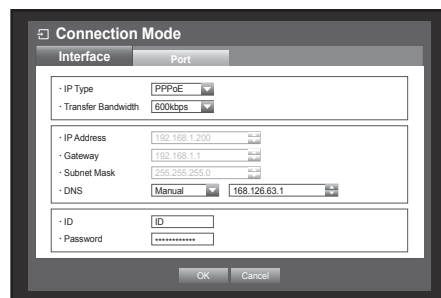 Connection Mode
Interface Port
· IP Type PPPoE
· Transfer Bandwidth 600kbps
· IP Address 192.168.1.200
· Gateway 192.168.1.1
· Subnet Mask 255.255.255.0
· DNS Manual 168.126.63.1
· ID ID
· Password ************
OK Cancel